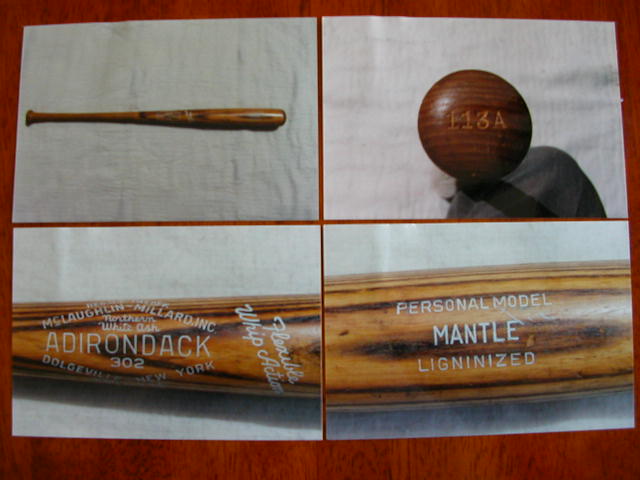 113A
McLAUGHLIN-MILLARD, INC
Northern
White Ash
ADIRONDACK
302
DOLGEVILLE, NEW YORK
Flexible
Whip Action
PERSONAL MODEL
MANTLE
LIGNINIZED